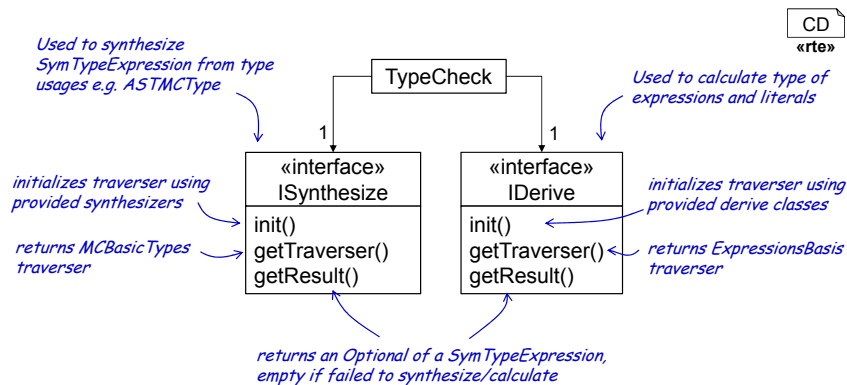 CD
«rte»
Used to synthesize
SymTypeExpression from type
usages e.g. ASTMCType
TypeCheck
Used to calculate type of
expressions and literals
1
1
«interface»
ISynthesize
init()
getTraverser()
getResult()
«interface»
IDerive
init()
getTraverser()
getResult()
initializes traverser using
provided synthesizers
returns MCBasicTypes
traverser
initializes traverser using
provided derive classes
returns ExpressionsBasis
traverser
returns an Optional of a SymTypeExpression,
empty if failed to synthesize/calculate